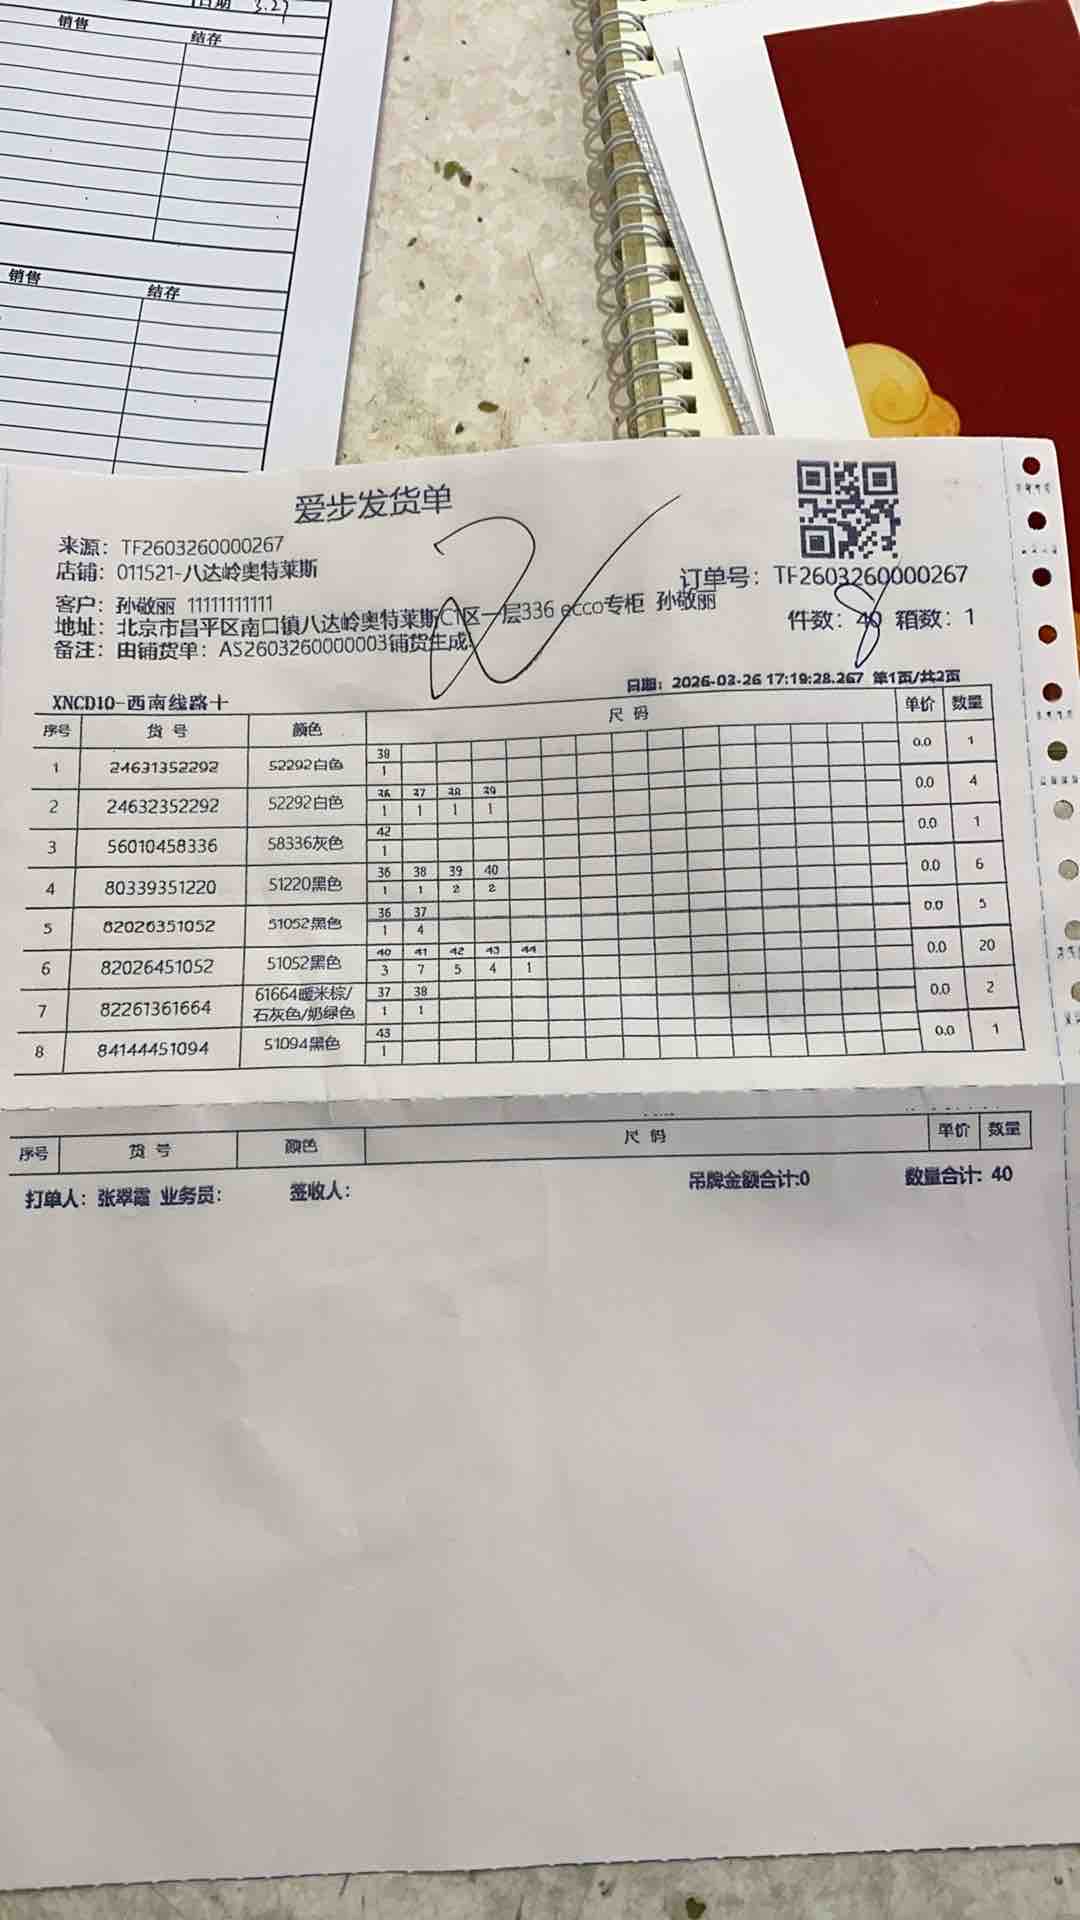 日期 3.27
销售 结存
销售 结存
爱步发货单
来源：TF2603260000267
店铺：011521-八达岭奥特莱斯
订单号：TF2603260000267
客户：孙敬丽 11111111111
地址：北京市昌平区南口镇八达岭奥特莱斯C1区一层336 ecco专柜 孙敬丽
件数：40 箱数：1
备注：由铺货单：AS2603260000003铺货生成.
日期：2026-03-26 17:19:28.267 第1页/共2页
XNCD10-西南线路十
序号 货号 颜色 尺码 单价 数量
39
1 24631352292 52292白色 1 0.0 1
36 37 38 39
2 24632352292 52292白色 1 1 1 1 0.0 4
42
3 56010458336 58336灰色 1 0.0 1
36 38 39 40
4 80339351220 51220黑色 1 1 2 2 0.0 6
36 37
5 82026351052 51052黑色 1 4 0.0 5
40 41 42 43 44
6 82026451052 51052黑色 3 7 5 4 1 0.0 20
37 38
7 82261361664 61664暖米棕/石灰色/奶绿色 1 1 0.0 2
43
8 84144451094 51094黑色 1 0.0 1
序号 货号 颜色 尺码 单价 数量
打单人：张翠霞 业务员： 签收人： 吊牌金额合计:0 数量合计: 40